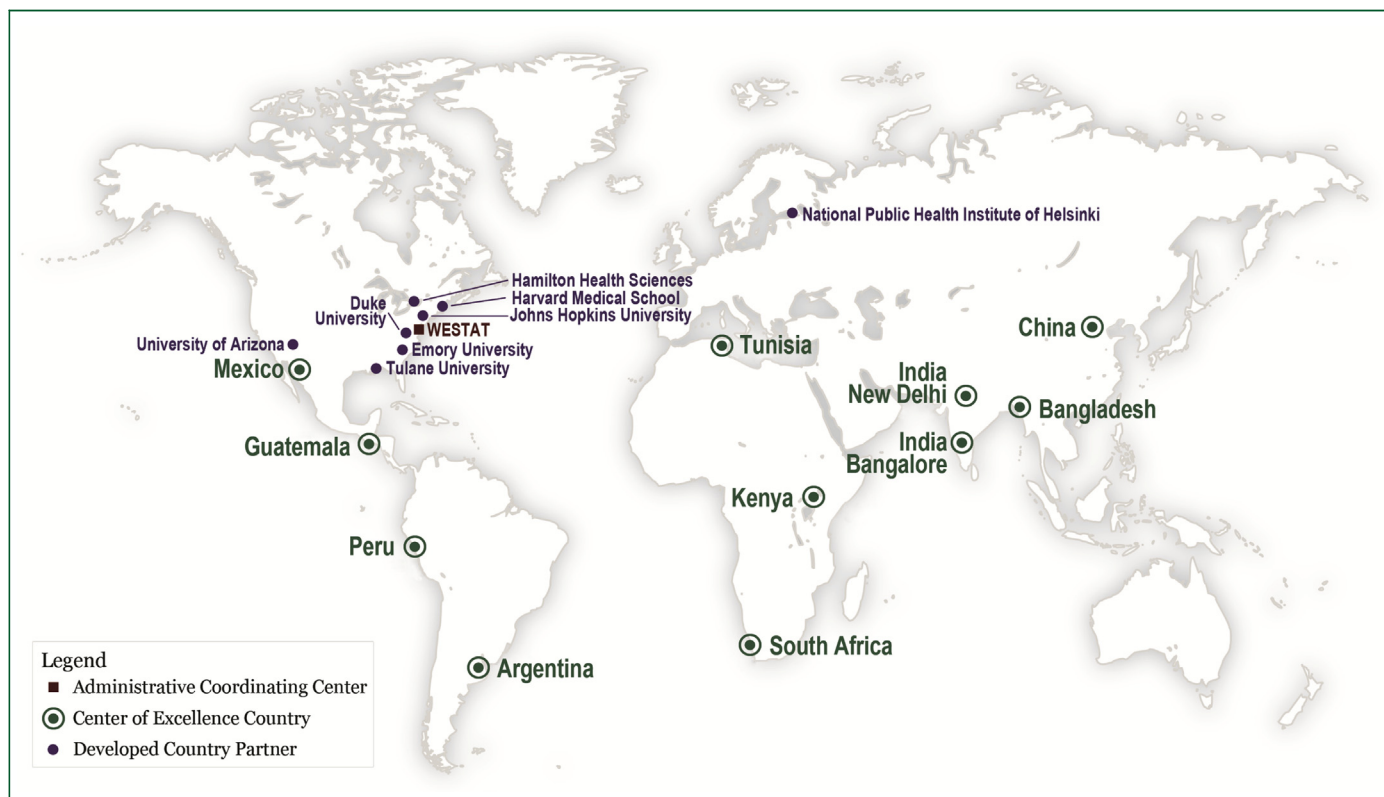 National Public Health Institute of Helsinki
Hamilton Health Sciences
Harvard Medical School
Johns Hopkins University
Duke
University
WESTAT
University of Arizona
Emory University
Tulane University
Mexico
Guatemala
Peru
Argentina
Tunisia
China
India
New Delhi
Bangladesh
India
Bangalore
Kenya
South Africa
Legend
Administrative Coordinating Center
Center of Excellence Country
Developed Country Partner